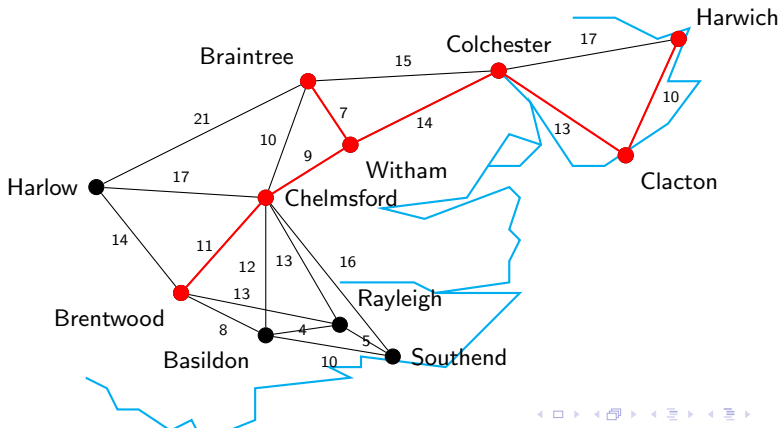 Harwich
Colchester
17
Braintree
15
10
21
7
14
13
10
9
Witham
Clacton
Harlow
17
Chelmsford
14
11
12
13
16
13
Rayleigh
Brentwood
8
4
5
Basildon
10
Southend